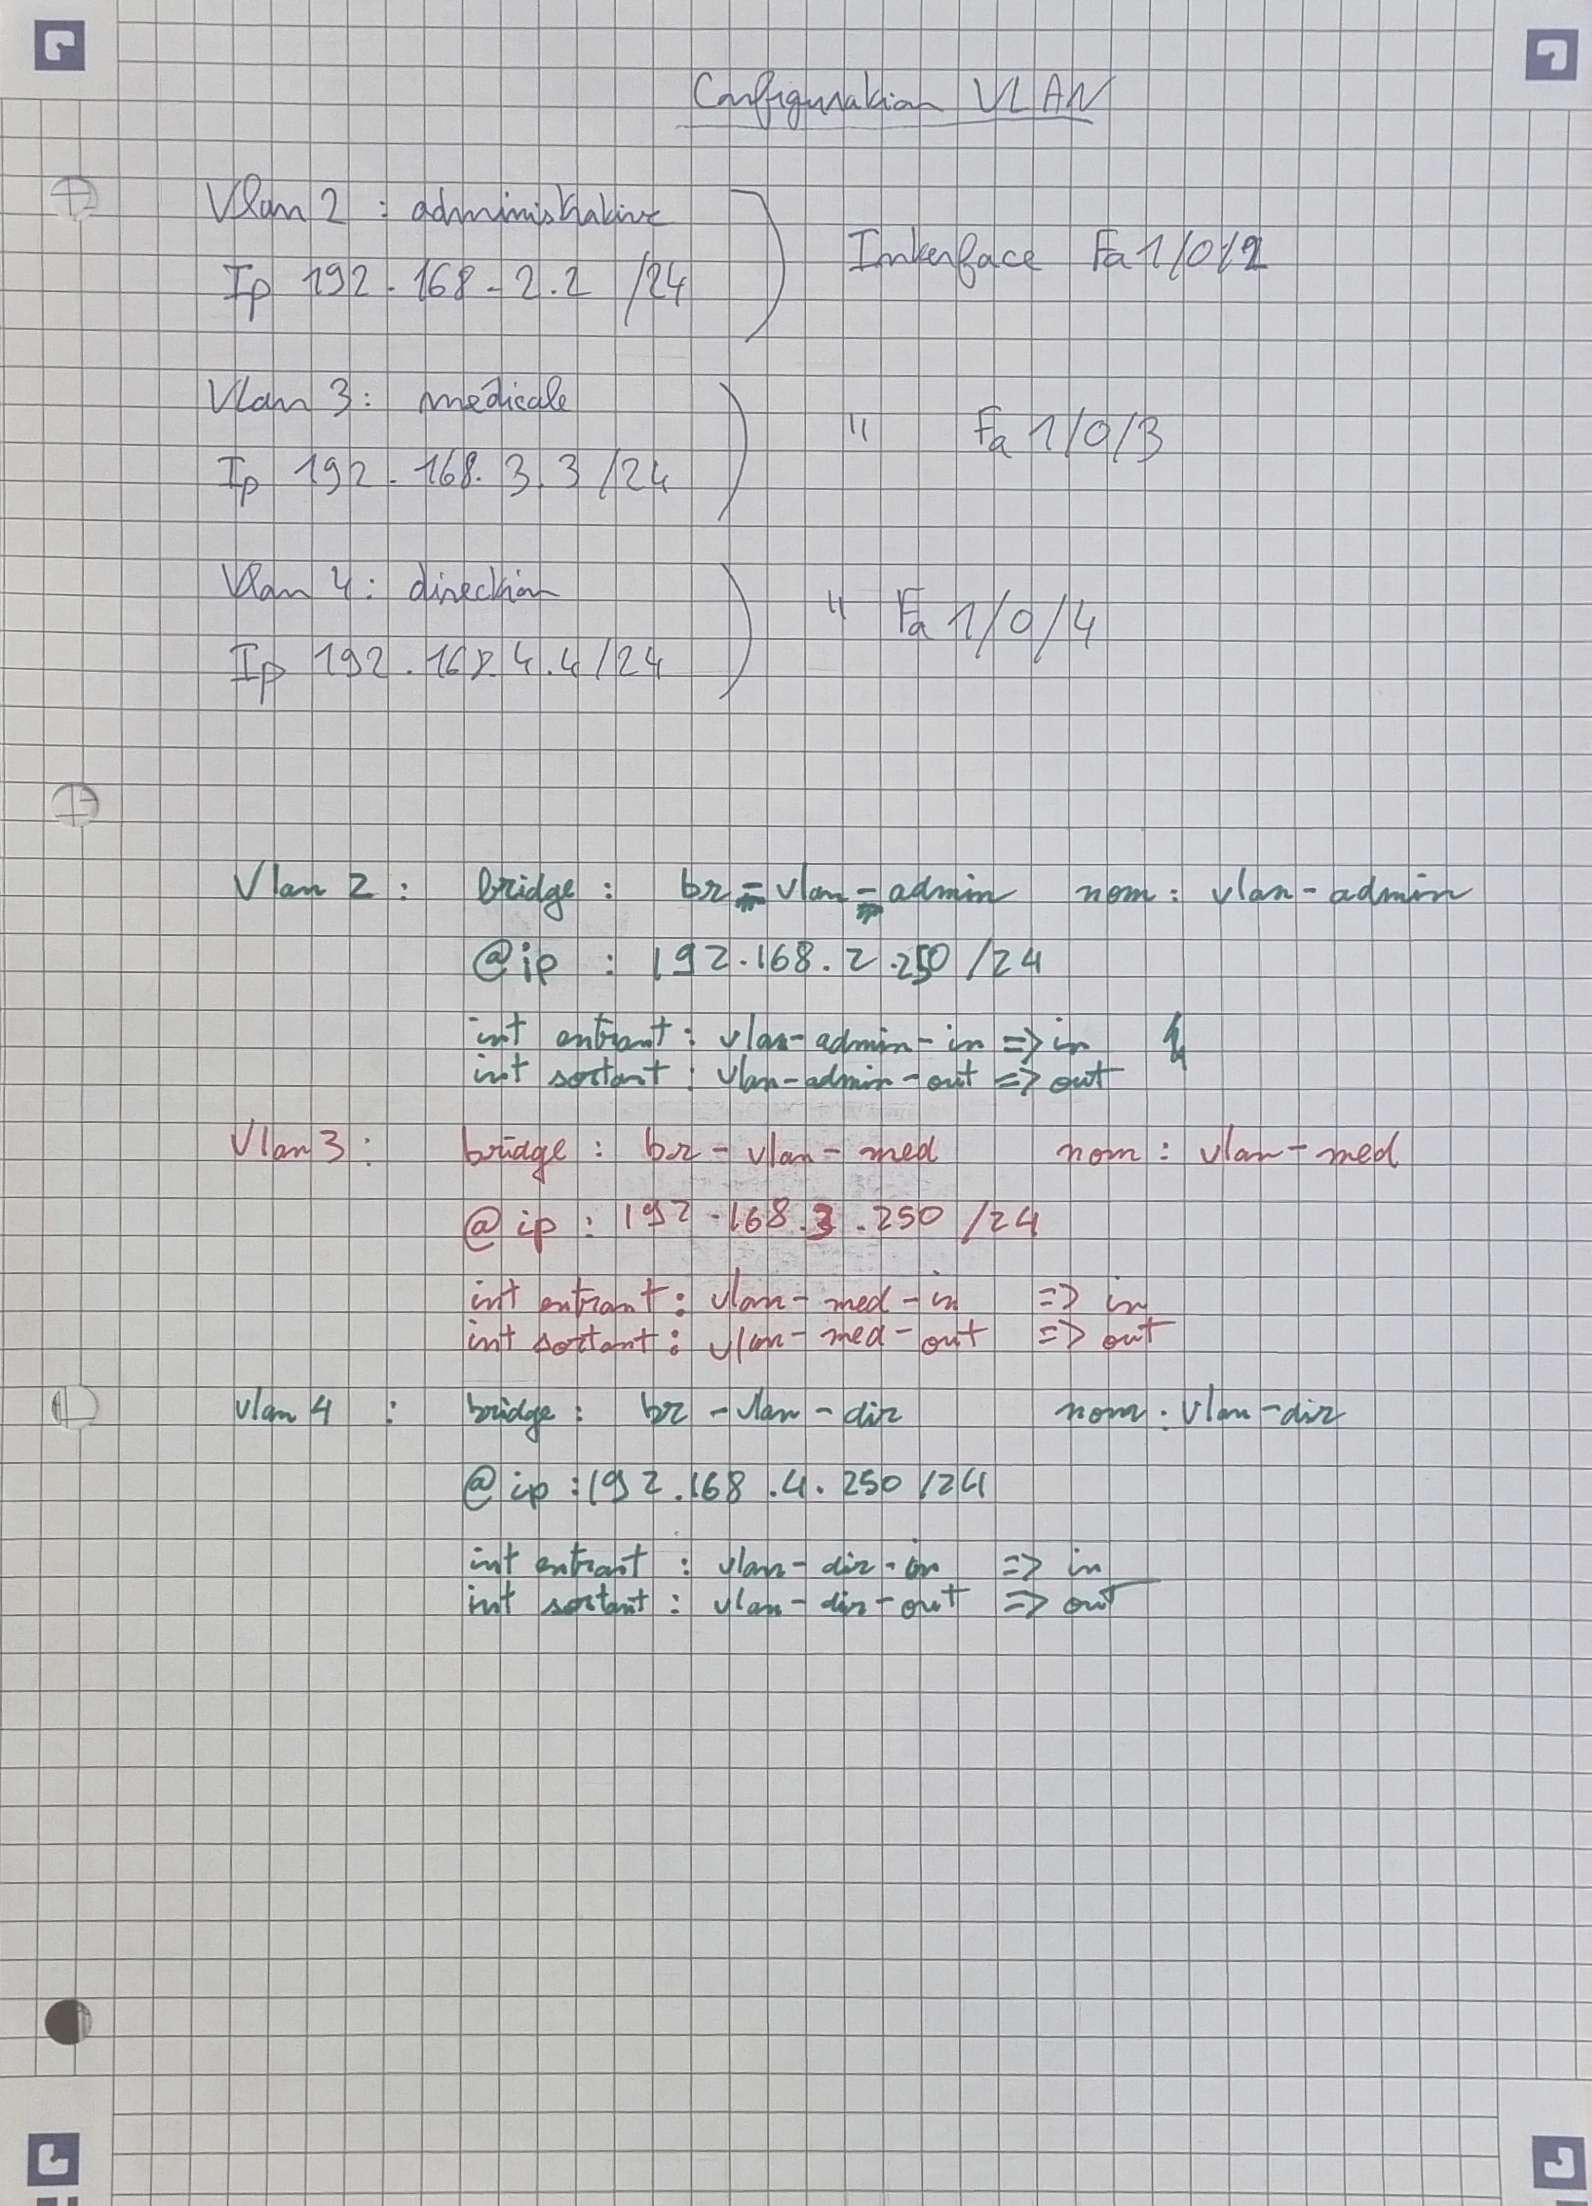 Configuration VLAN
Vlan 2 : administrative
Interface Fa 1/0/2
Ip 192.168.2.2 /24
Vlan 3 : médicale
" Fa 1/0/3
Ip 192.168.3.3 /24
Vlan 4 : direction
" Fa 1/0/4
Ip 192.168.4.4/24
Vlan 2 : bridge : br-vlan-admin nom : vlan-admin
@ip : 192.168.2.250 /24
int entrant : vlan-admin-in => in
int sortant : vlan-admin-out => out
Vlan 3 : bridge : br-vlan-med nom : vlan-med
@ip : 192.168.3.250 /24
int entrant : vlan-med-in => in
int sortant : vlan-med-out => out
vlan 4 : bridge : br-vlan-dir nom : vlan-dir
@ip : 192.168.4.250 /24
int entrant : vlan-dir-in => in
int sortant : vlan-dir-out => out